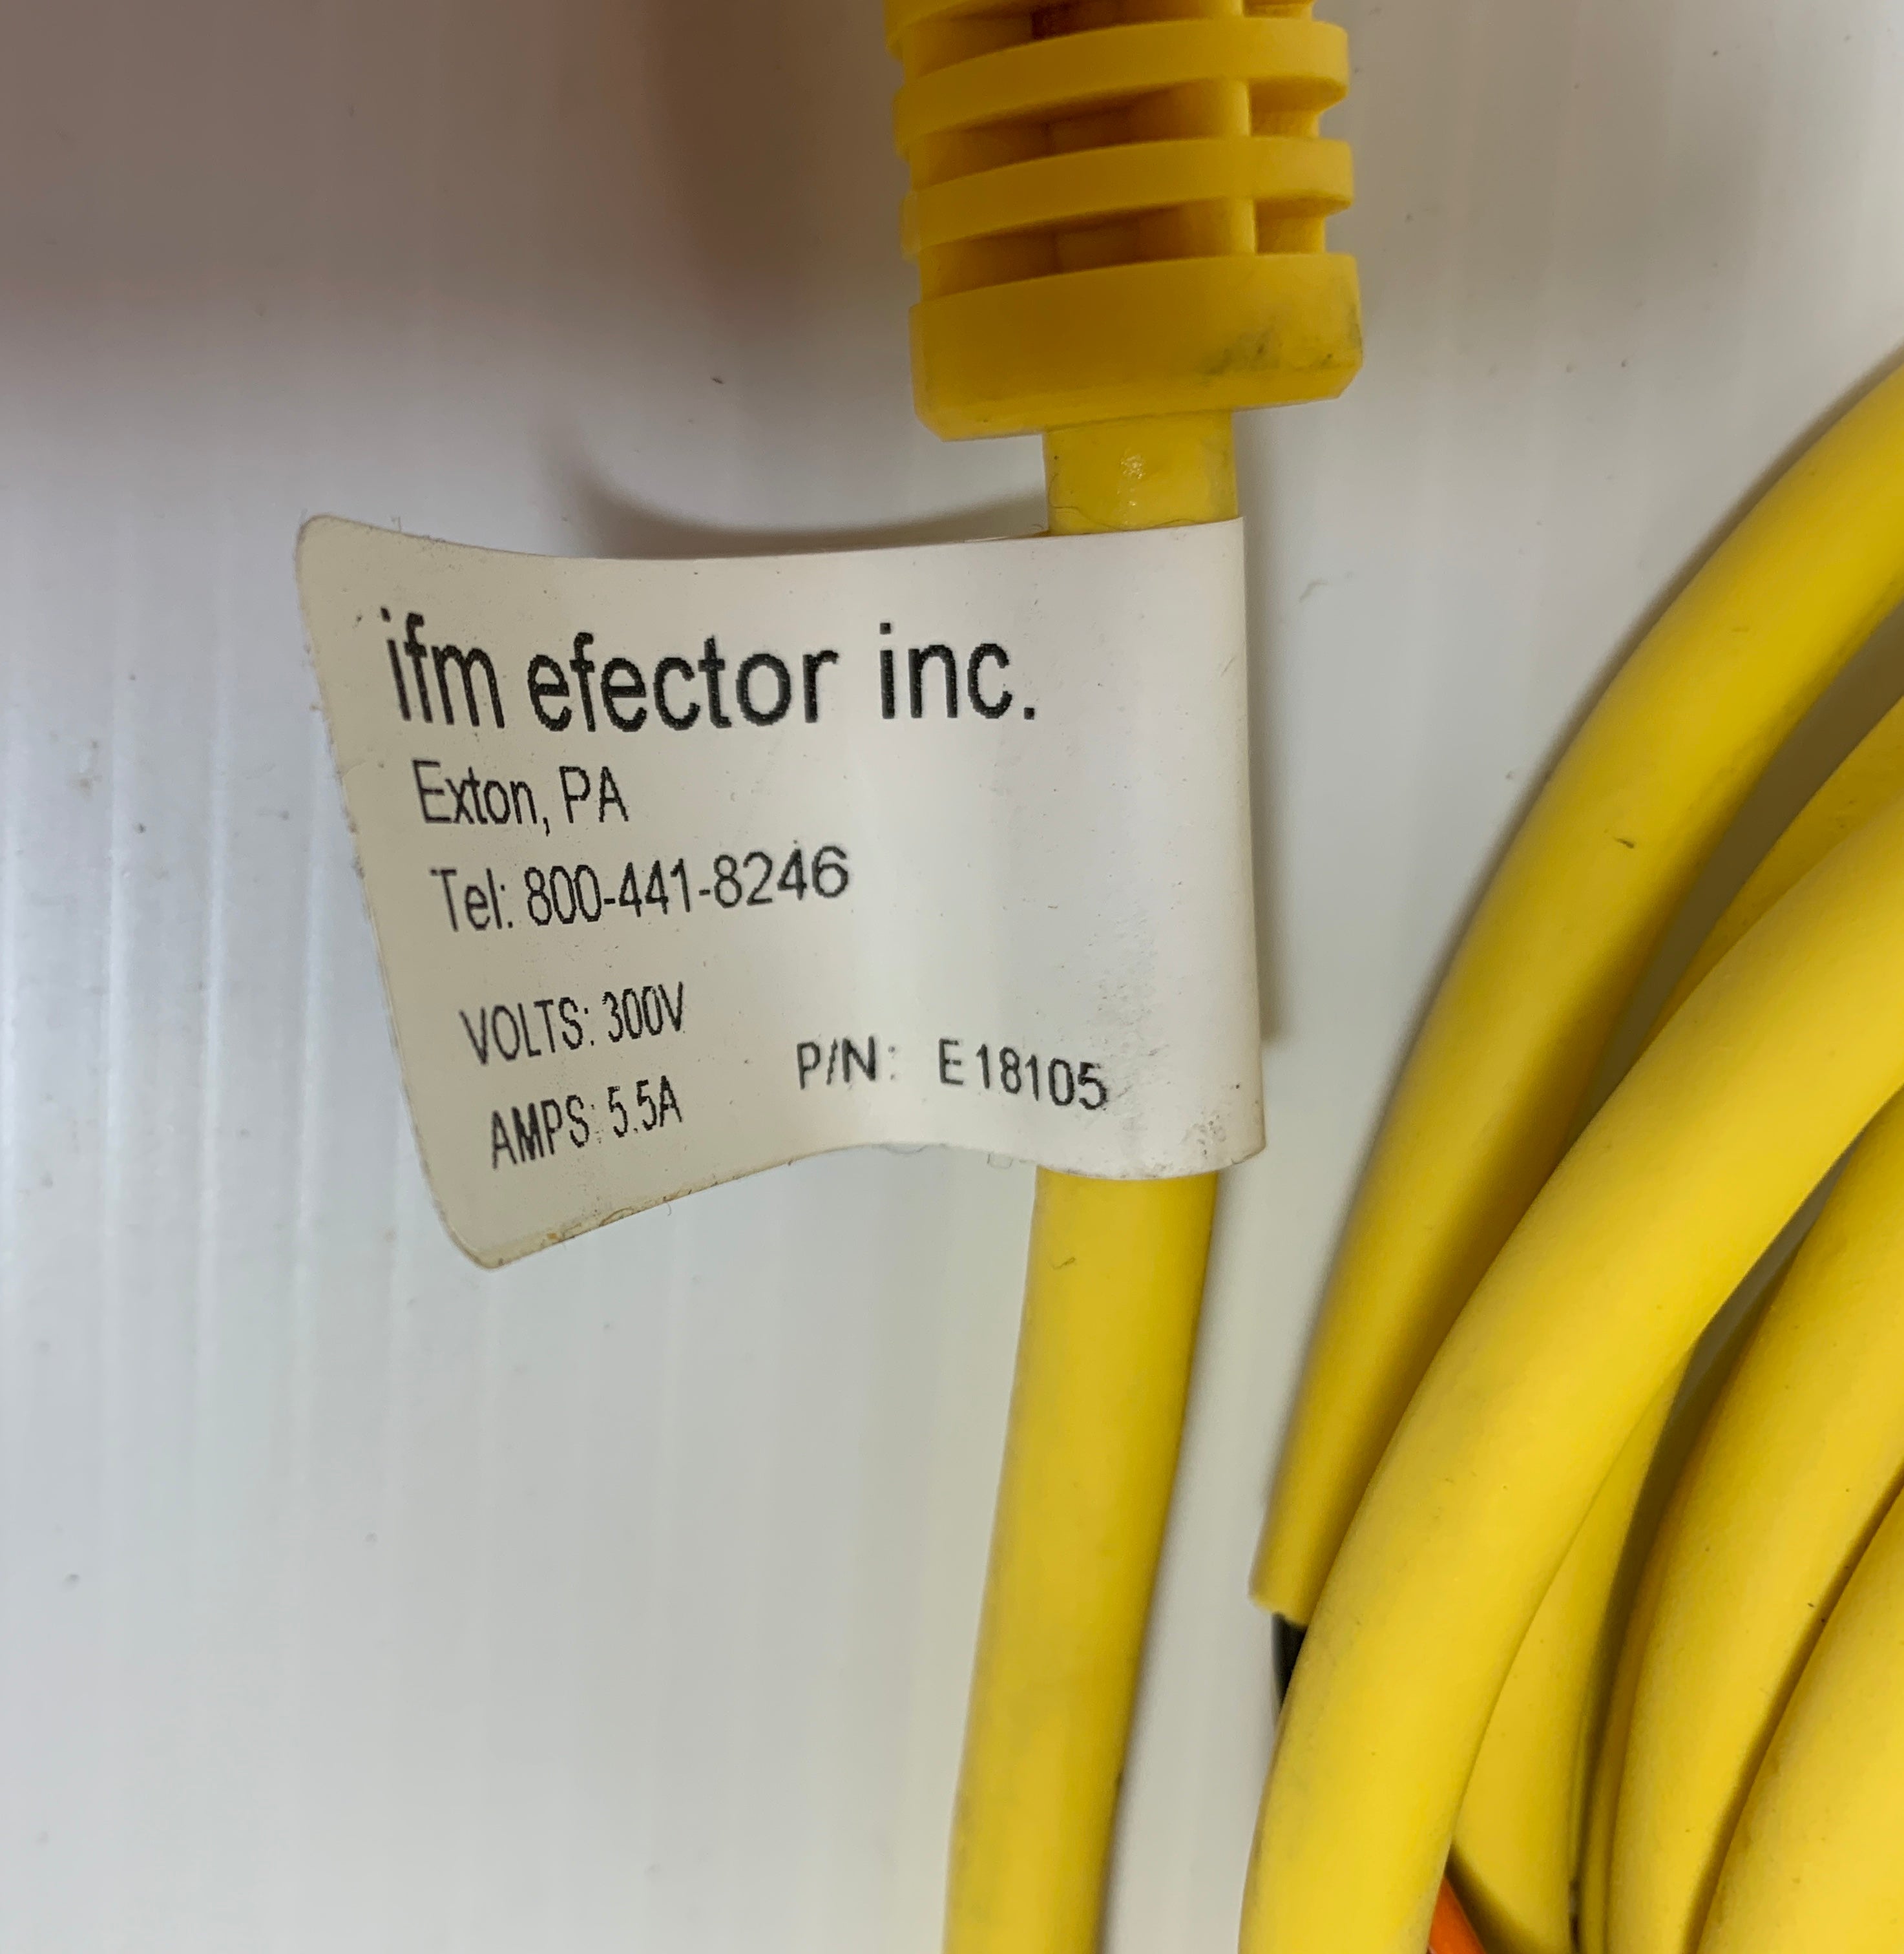 ifm efector inc.
Exton, PA
Tel: 800-441-8246
VOLTS: 300V
AMPS: 5.5A
P/N: E18105